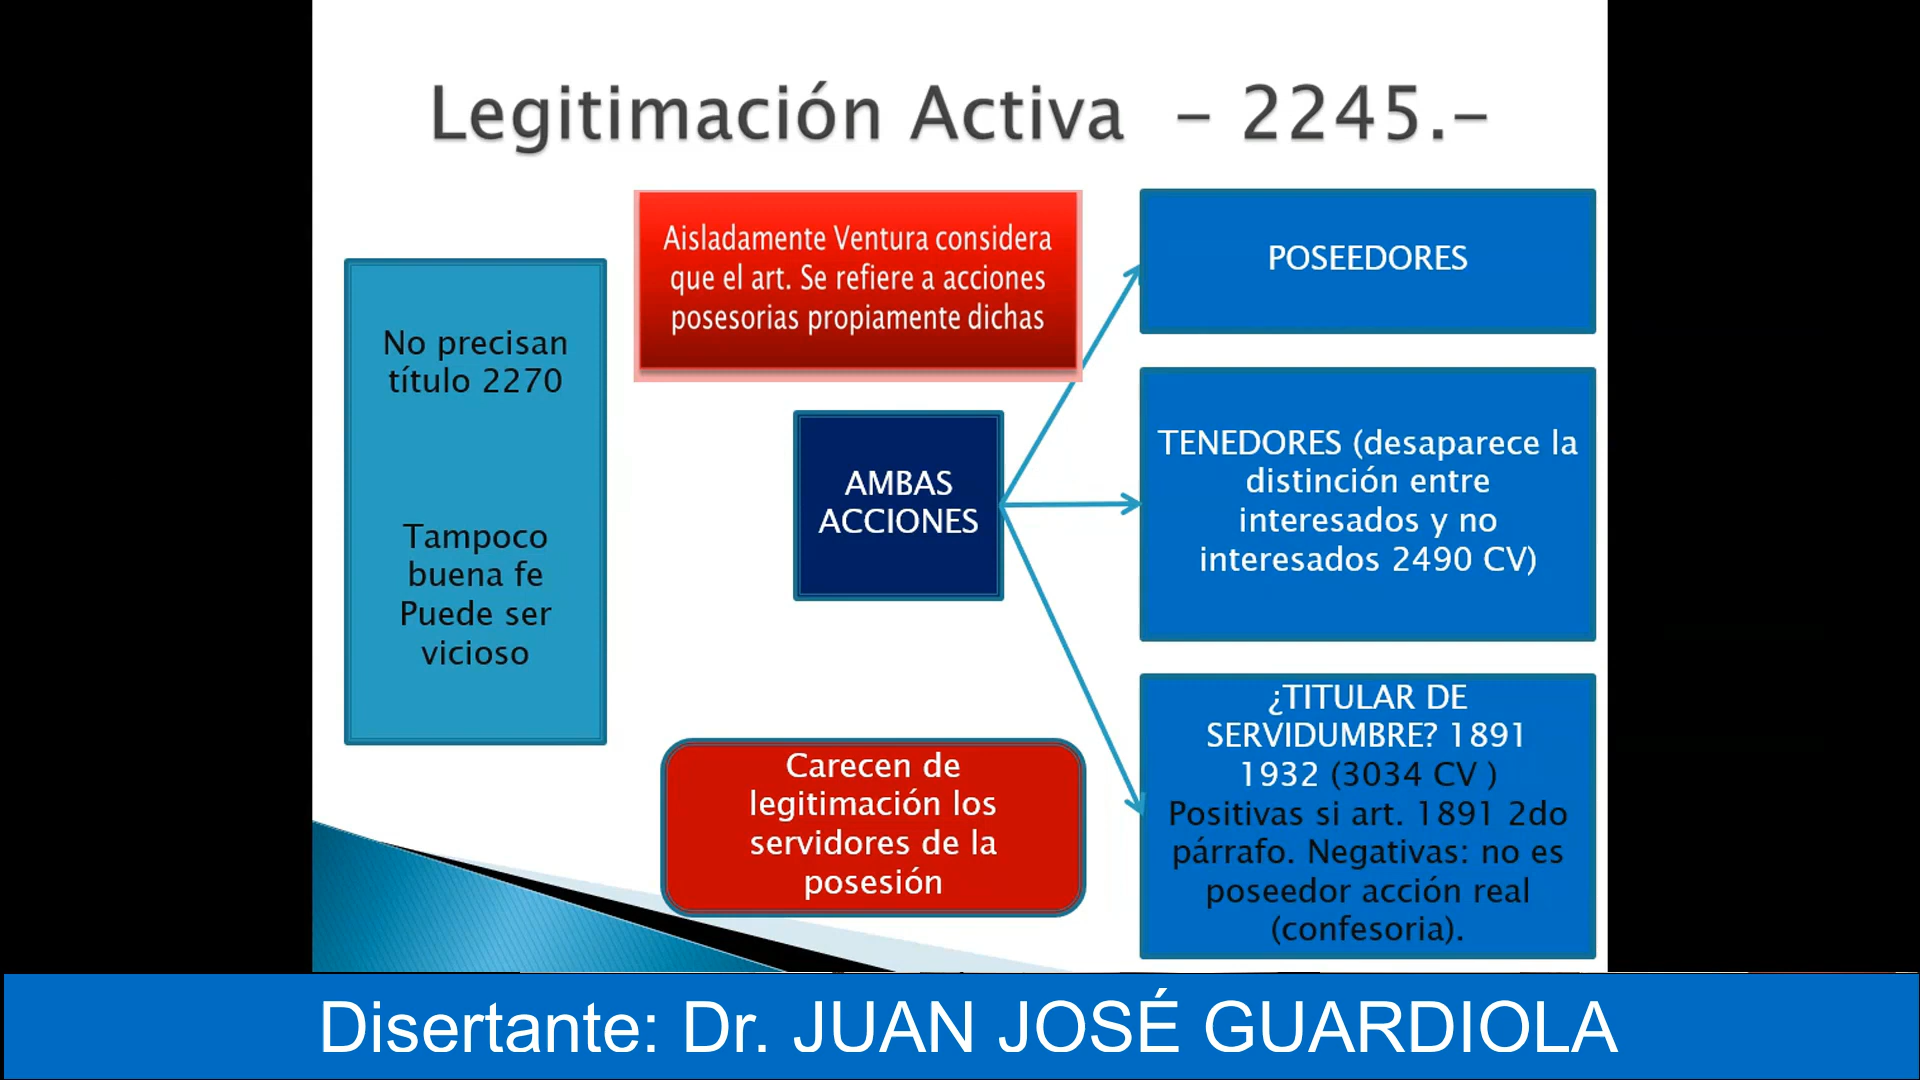 Legitimación Activa - 2245.-
No precisan
título 2270
Tampoco
buena fe
Puede ser
vicioso
Aisladamente Ventura considera
que el art. Se refiere a acciones
posesorias propiamente dichas
AMBAS
ACCIONES
Carecen de
legitimación los
servidores de la
posesión
POSEEDORES
TENEDORES (desaparece la
distinción entre
interesados y no
interesados 2490 CV)
¿TITULAR DE
SERVIDUMBRE? 1891
1932 (3034 CV )
Positivas si art. 1891 2do
párrafo. Negativas: no es
poseedor acción real
(confesoria).
Disertante: Dr. JUAN JOSÉ GUARDIOLA